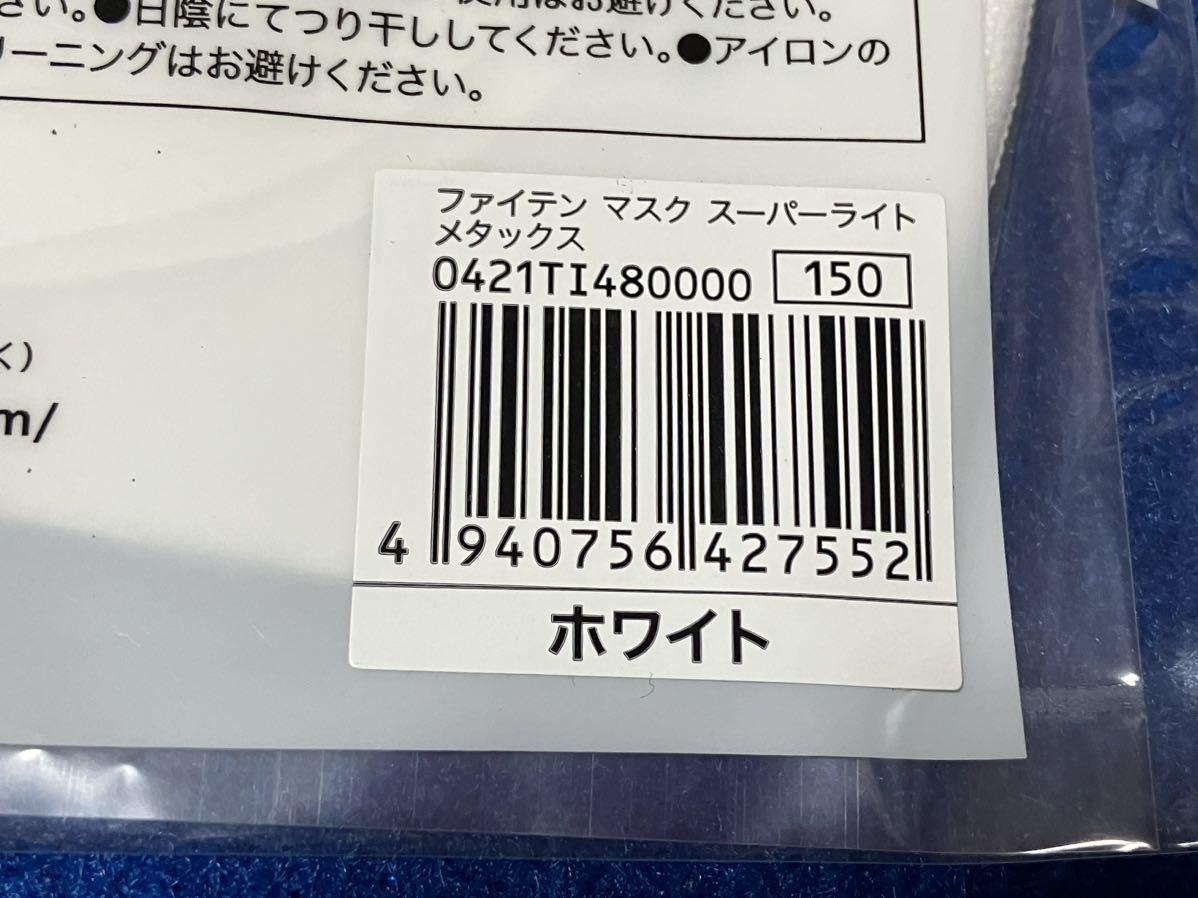 さい。●日陰にてつり干ししてください。●アイロンの
リーニングはお避けください。
ファイテン マスク スーパーライト
メタックス
0421TI480000 150
く)
m/
4 940756 427552
ホワイト